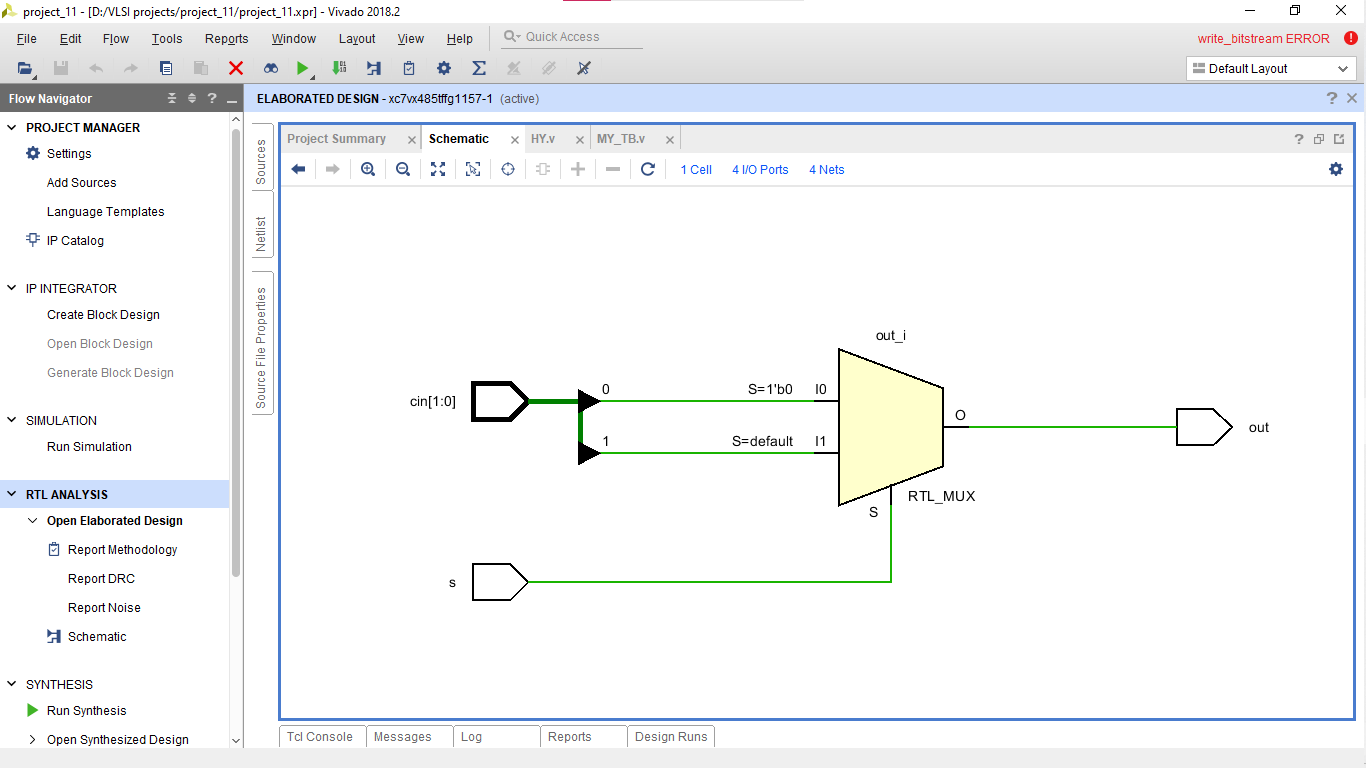 project_11 - [D:/VLSI projects/project_11/project_11.xpr] - Vivado 2018.2
File Edit Flow Tools Reports Window Layout View Help Quick Access write_bitstream ERROR
Default Layout
Flow Navigator
ELABORATED DESIGN - xc7vx485tffg1157-1 (active)
PROJECT MANAGER
Settings
Add Sources
Language Templates
IP Catalog
IP INTEGRATOR
Create Block Design
Open Block Design
Generate Block Design
SIMULATION
Run Simulation
RTL ANALYSIS
Open Elaborated Design
Report Methodology
Report DRC
Report Noise
Schematic
SYNTHESIS
Run Synthesis
Open Synthesized Design
Sources
Netlist
Source File Properties
Project Summary Schematic HY.v MY_TB.v
1 Cell 4 I/O Ports 4 Nets
out_i
cin[1:0] 0 S=1'b0 I0
1 S=default I1
O out
RTL_MUX
S
s
Tcl Console Messages Log Reports Design Runs